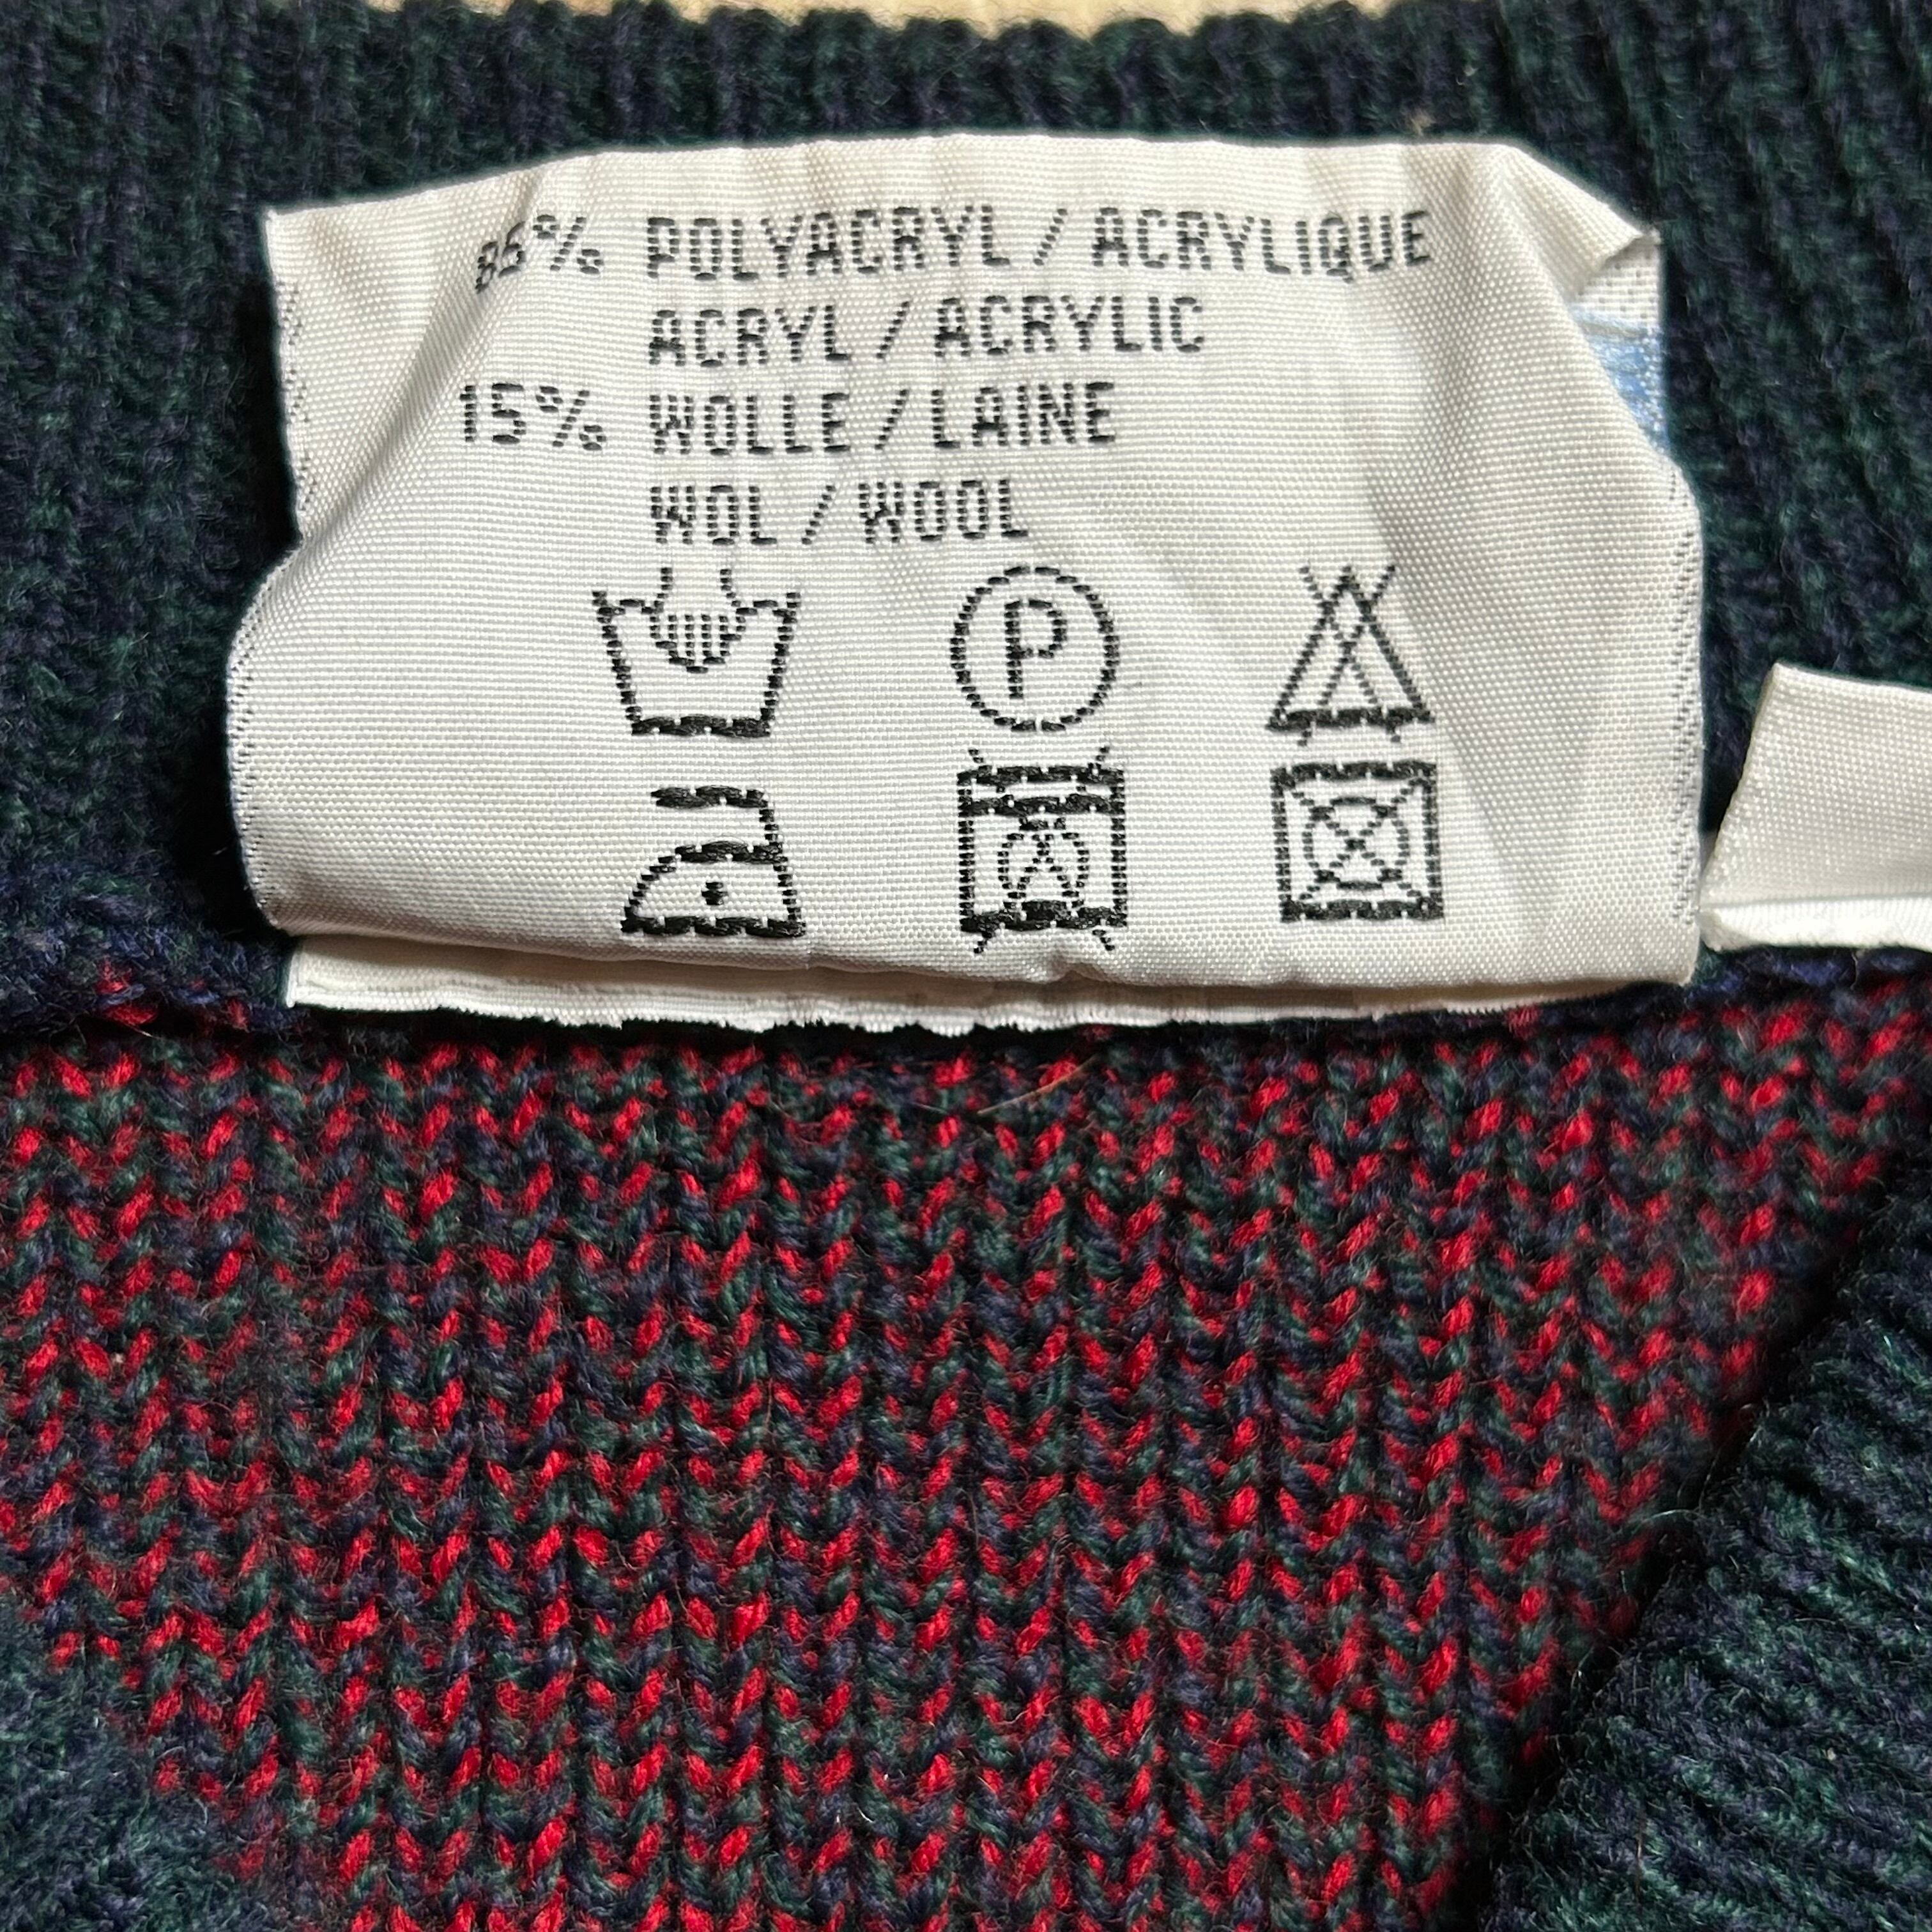 85% POLYACRYL / ACRYLIQUE
ACRYL / ACRYLIC
15% WOLLE / LAINE
WOL / WOOL
P